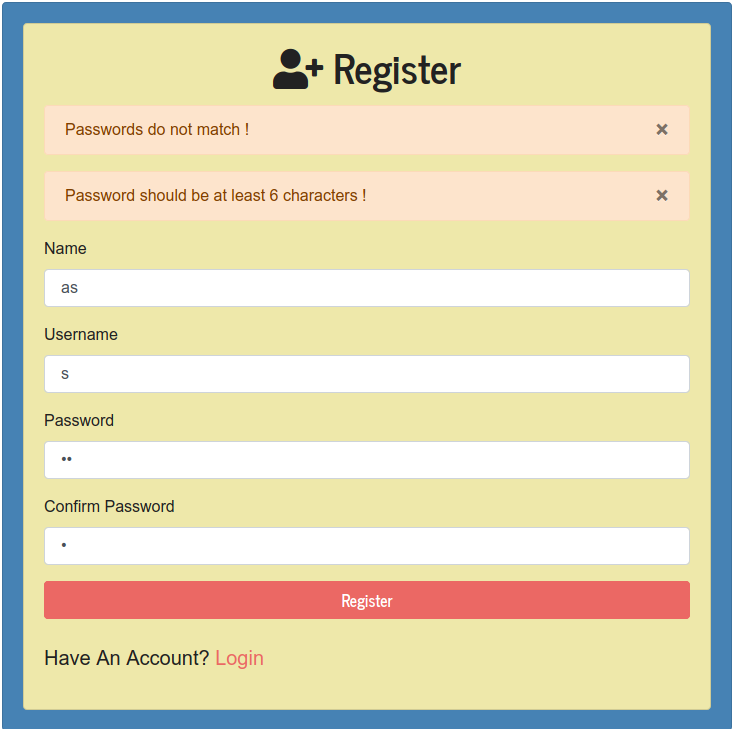 Register
Passwords do not match !
×
Password should be at least 6 characters !
×
Name
as
Username
s
Password
••
Confirm Password
•
Register
Have An Account? Login